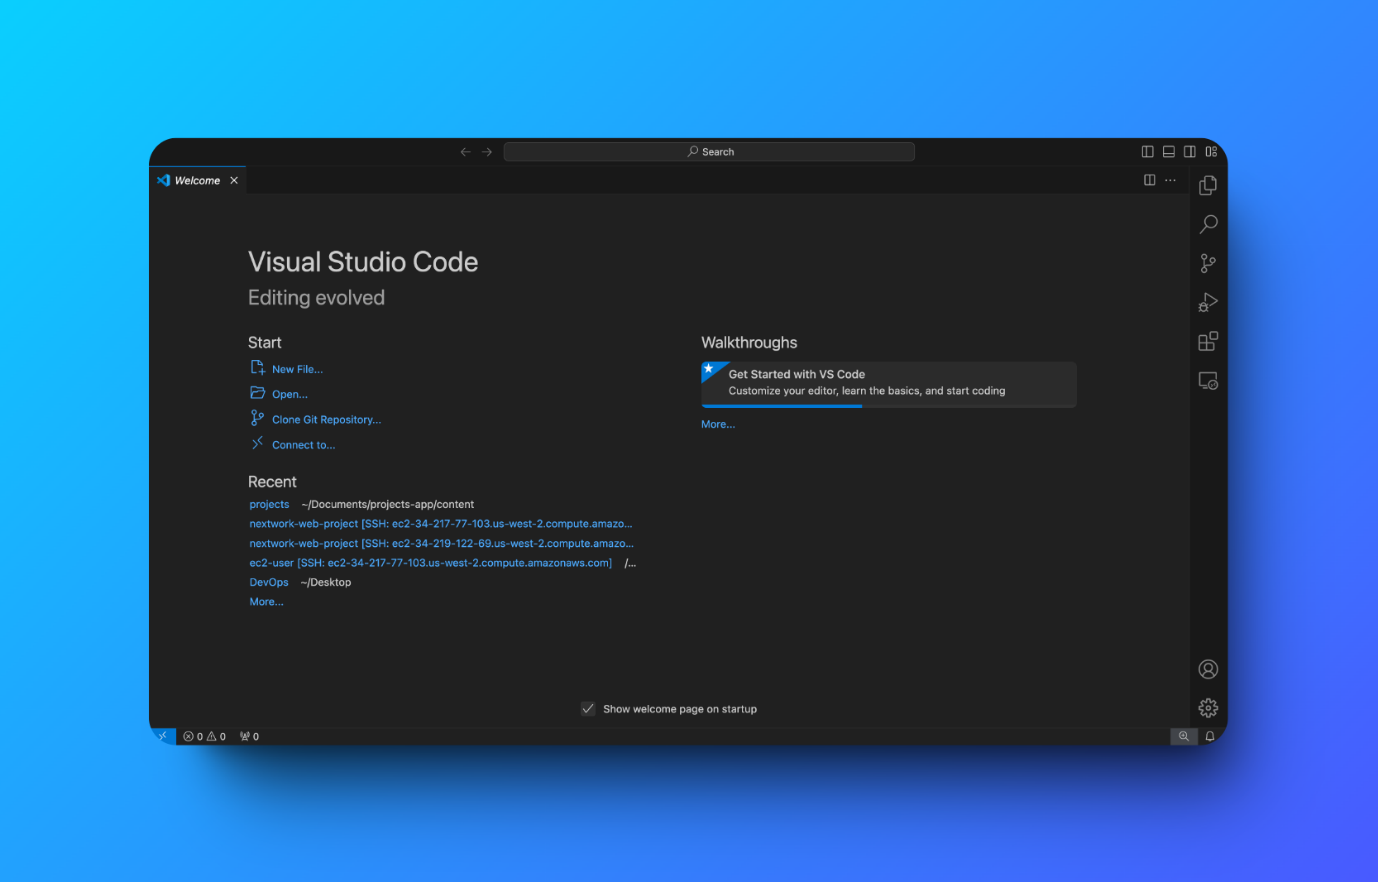 Search
Welcome
Visual Studio Code
Editing evolved
Start
New File...
Open...
Clone Git Repository...
Connect to...
Recent
projects ~/Documents/projects-app/content
nextwork-web-project [SSH: ec2-34-217-77-103.us-west-2.compute.amazo...
nextwork-web-project [SSH: ec2-34-219-122-69.us-west-2.compute.amazo...
ec2-user [SSH: ec2-34-217-77-103.us-west-2.compute.amazonaws.com] /...
DevOps ~/Desktop
More...
Walkthroughs
Get Started with VS Code
Customize your editor, learn the basics, and start coding
More...
Show welcome page on startup
0 0 0